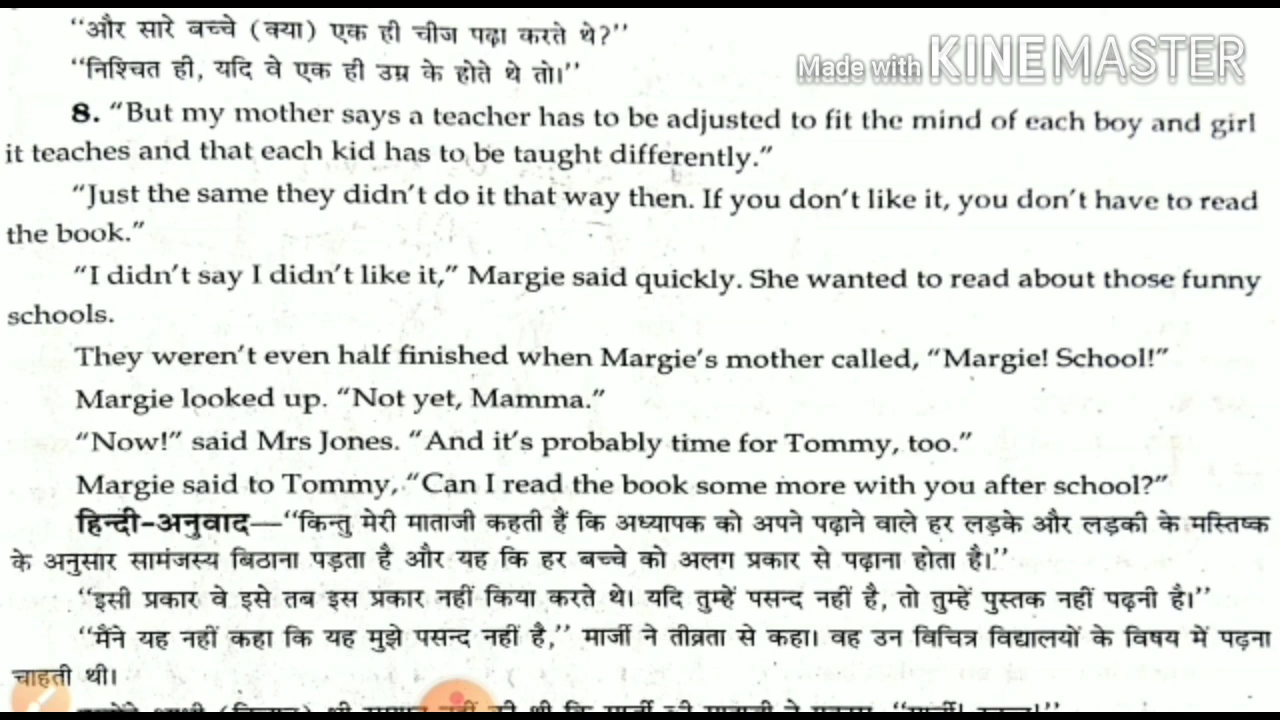 “और सारे बच्चे (क्या) एक ही चीज पढ़ा करते थे?”
“निश्चित ही, यदि वे एक ही उम्र के होते थे तो।”
Made with KINEMASTER
8. “But my mother says a teacher has to be adjusted to fit the mind of each boy and girl
it teaches and that each kid has to be taught differently.”
“Just the same they didn’t do it that way then. If you don’t like it, you don’t have to read
the book.”
“I didn’t say I didn’t like it,” Margie said quickly. She wanted to read about those funny
schools.
They weren’t even half finished when Margie’s mother called, “Margie! School!”
Margie looked up. “Not yet, Mamma.”
“Now!” said Mrs Jones. “And it’s probably time for Tommy, too.”
Margie said to Tommy, “Can I read the book some more with you after school?”
हिन्दी-अनुवाद—“किन्तु मेरी माताजी कहती हैं कि अध्यापक को अपने पढ़ाने वाले हर लड़के और लड़की के मस्तिष्क
के अनुसार सामंजस्य बिठाना पड़ता है और यह कि हर बच्चे को अलग प्रकार से पढ़ाना होता है।”
“इसी प्रकार वे इसे तब इस प्रकार नहीं किया करते थे। यदि तुम्हें पसन्द नहीं है, तो तुम्हें पुस्तक नहीं पढ़नी है।”
“मैंने यह नहीं कहा कि यह मुझे पसन्द नहीं है,” मार्जी ने तीव्रता से कहा। वह उन विचित्र विद्यालयों के विषय में पढ़ना
चाहती थी।